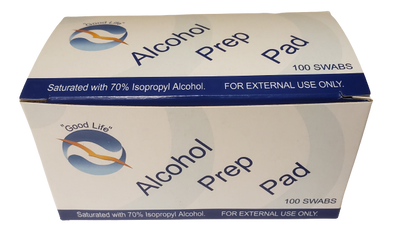 "Good Life"
Alcohol
Prep
Pad
100 SWABS
Saturated with 70% Isopropyl Alcohol. FOR EXTERNAL USE ONLY.
"Good Life"
Alcohol
Prep
Pad
100 SWABS
Saturated with 70% Isopropyl Alcohol. FOR EXTERNAL USE ONLY.